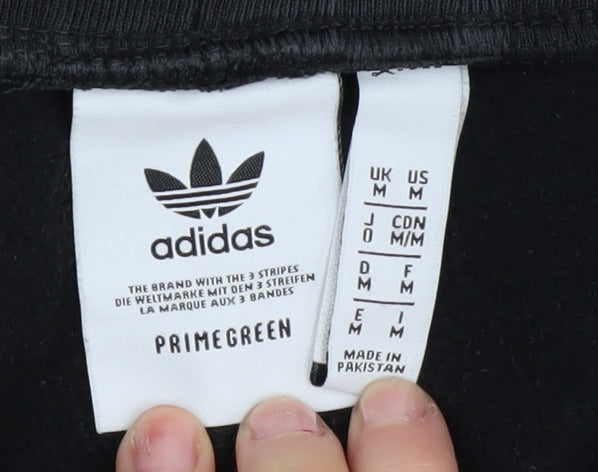 adidas
THE BRAND WITH THE 3 STRIPES
DIE WELTMARKE MIT DEN 3 STREIFEN
LA MARQUE AUX 3 BANDES
PRIMEGREEN
UK US
M M
J CDN
O M/M
D F
M M
E I
M M
MADE IN
PAKISTAN